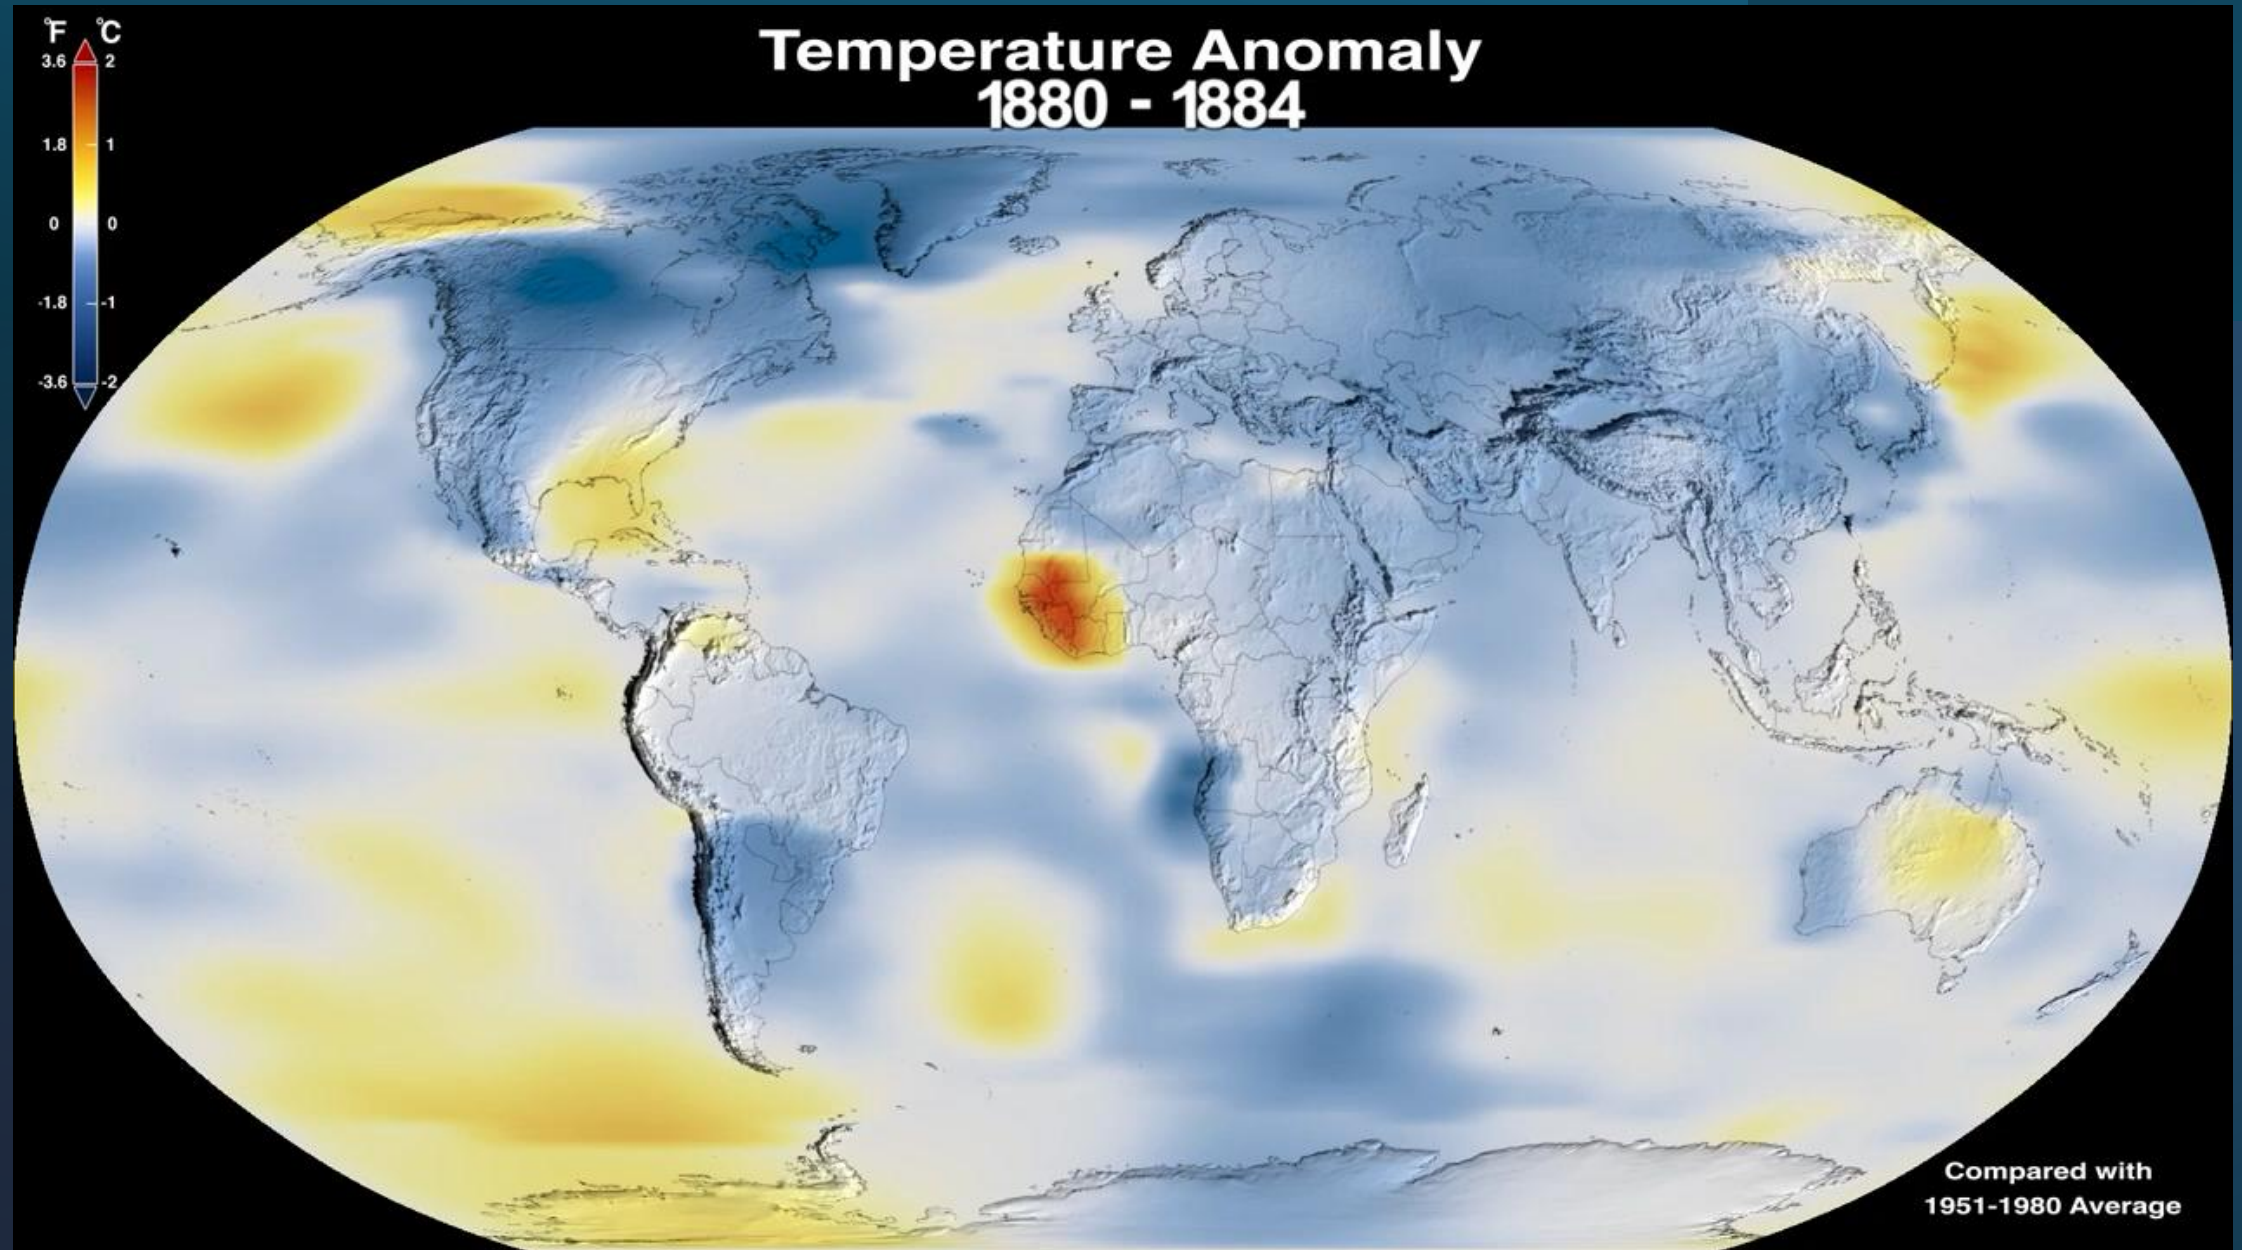 Temperature Anomaly
1880 - 1884
°F °C
3.6 2
1.8 1
0 0
-1.8 -1
-3.6 -2
Compared with
1951-1980 Average